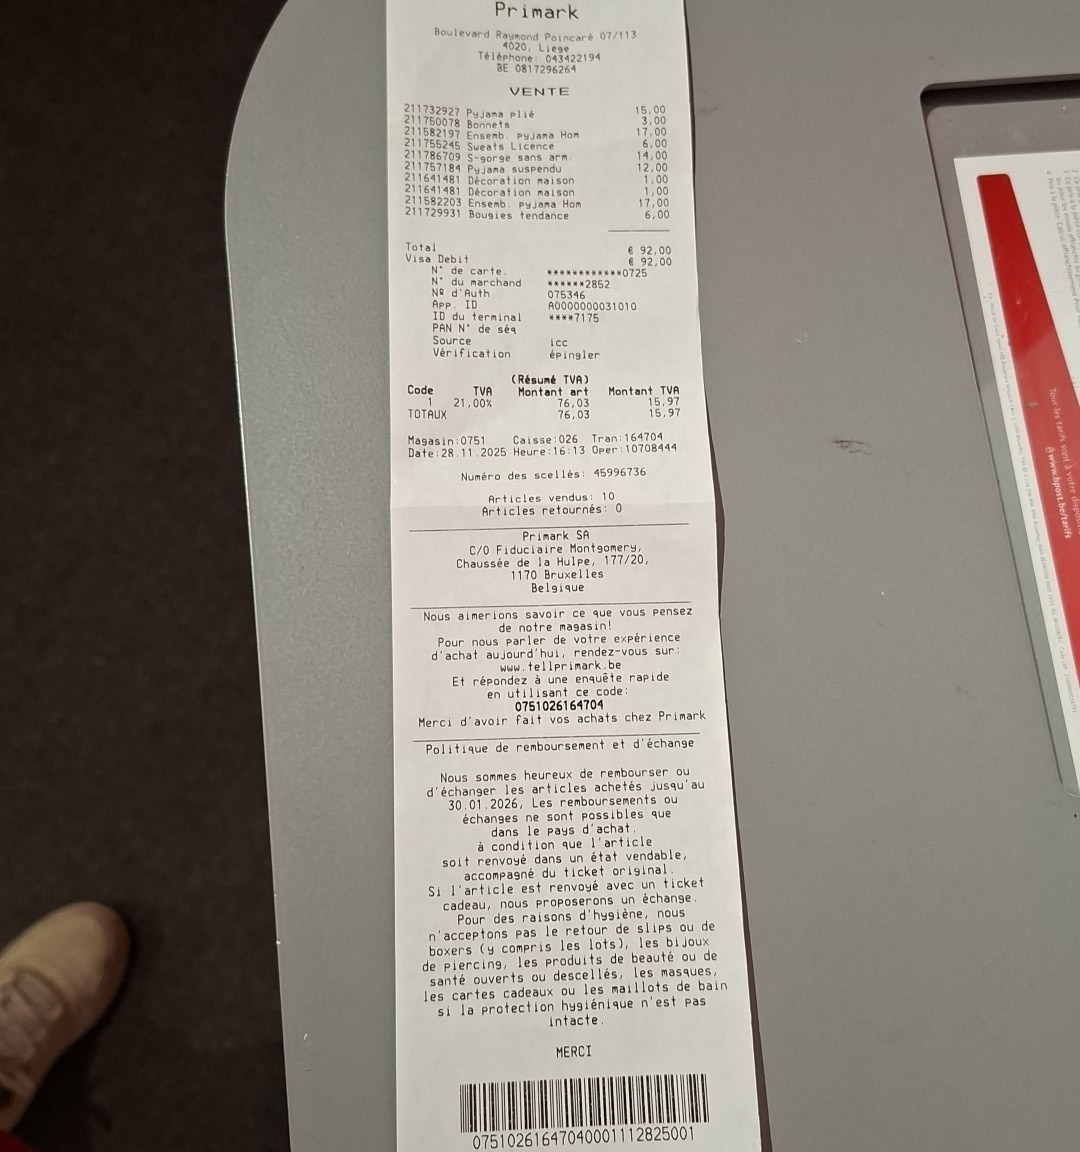 Primark
Boulevard Raymond Poincaré 07/113
4020, Liege
Téléphone: 043422194
BE 0817296264
VENTE
211732927 Pyjama plié 15,00
211750078 Bonnets 3,00
211582197 Ensemb. pyjama Hom 17,00
211755245 Sweats Licence 6,00
211786709 S-gorge sans arm. 14,00
211757184 Pyjama suspendu 12,00
211641481 Décoration maison 1,00
211641481 Décoration maison 1,00
211582203 Ensemb. pyjama Hom 17,00
211729931 Bougies tendance 6,00
Total € 92,00
Visa Debit € 92,00
N° de carte. ************0725
N° du marchand ******2852
Nº d'Auth 075346
App. ID A0000000031010
ID du terminal ****7175
PAN N° de séq
Source icc
Vérification épingler
(Résumé TVA)
Code TVA Montant art Montant TVA
1 21,00% 76,03 15,97
TOTAUX 76,03 15,97
Magasin:0751 Caisse:026 Tran:164704
Date:28.11.2025 Heure:16:13 Oper:10708444
Numéro des scellés: 45996736
Articles vendus: 10
Articles retournés: 0
Primark SA
C/O Fiduciaire Montgomery,
Chaussée de la Hulpe, 177/20,
1170 Bruxelles
Belgique
Nous aimerions savoir ce que vous pensez
de notre magasin!
Pour nous parler de votre expérience
d'achat aujourd'hui, rendez-vous sur:
www.tellprimark.be
Et répondez à une enquête rapide
en utilisant ce code:
0751026164704
Merci d'avoir fait vos achats chez Primark
Politique de remboursement et d'échange
Nous sommes heureux de rembourser ou
d'échanger les articles achetés jusqu'au
30.01.2026, Les remboursements ou
échanges ne sont possibles que
dans le pays d'achat.
à condition que l'article
soit renvoyé dans un état vendable,
accompagné du ticket original.
Si l'article est renvoyé avec un ticket
cadeau, nous proposerons un échange.
Pour des raisons d'hygiène, nous
n'acceptons pas le retour de slips ou de
boxers (y compris les lots), les bijoux
de piercing, les produits de beauté ou de
santé ouverts ou descellés, les masques,
les cartes cadeaux ou les maillots de bain
si la protection hygiénique n'est pas
intacte.
MERCI
07510261647040001112825001
Tous les tarifs sont à votre
www.bpost.be/tarifs